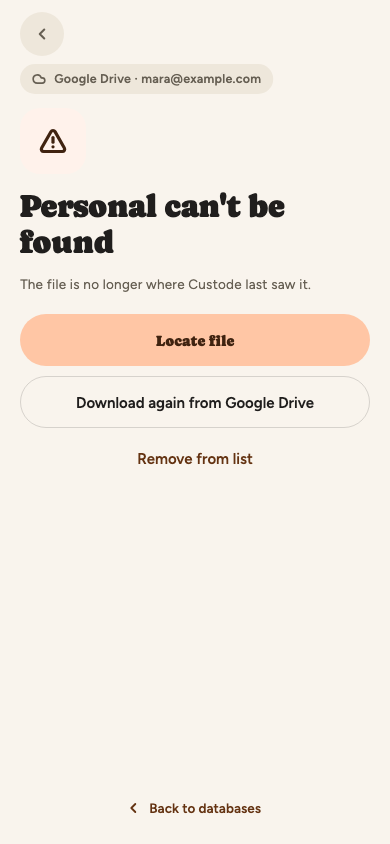 Google Drive · mara@example.com
Personal can't be
found
The file is no longer where Custode last saw it.
Locate file
Download again from Google Drive
Remove from list
Back to databases